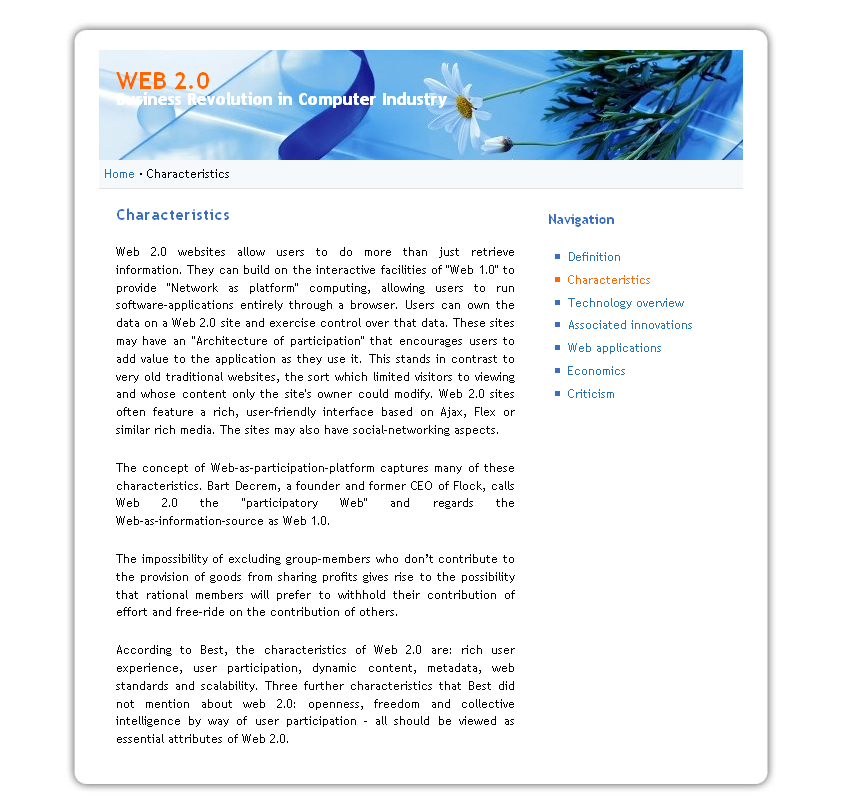 WEB 2.0
Business Revolution in Computer Industry
Home • Characteristics
Characteristics
Web 2.0 websites allow users to do more than just retrieve
information. They can build on the interactive facilities of "Web 1.0" to
provide "Network as platform" computing, allowing users to run
software-applications entirely through a browser. Users can own the
data on a Web 2.0 site and exercise control over that data. These sites
may have an "Architecture of participation" that encourages users to
add value to the application as they use it. This stands in contrast to
very old traditional websites, the sort which limited visitors to viewing
and whose content only the site's owner could modify. Web 2.0 sites
often feature a rich, user-friendly interface based on Ajax, Flex or
similar rich media. The sites may also have social-networking aspects.
The concept of Web-as-participation-platform captures many of these
characteristics. Bart Decrem, a founder and former CEO of Flock, calls
Web 2.0 the "participatory Web" and regards the
Web-as-information-source as Web 1.0.
The impossibility of excluding group-members who don’t contribute to
the provision of goods from sharing profits gives rise to the possibility
that rational members will prefer to withhold their contribution of
effort and free-ride on the contribution of others.
According to Best, the characteristics of Web 2.0 are: rich user
experience, user participation, dynamic content, metadata, web
standards and scalability. Three further characteristics that Best did
not mention about web 2.0: openness, freedom and collective
intelligence by way of user participation - all should be viewed as
essential attributes of Web 2.0.
Navigation
Definition
Characteristics
Technology overview
Associated innovations
Web applications
Economics
Criticism